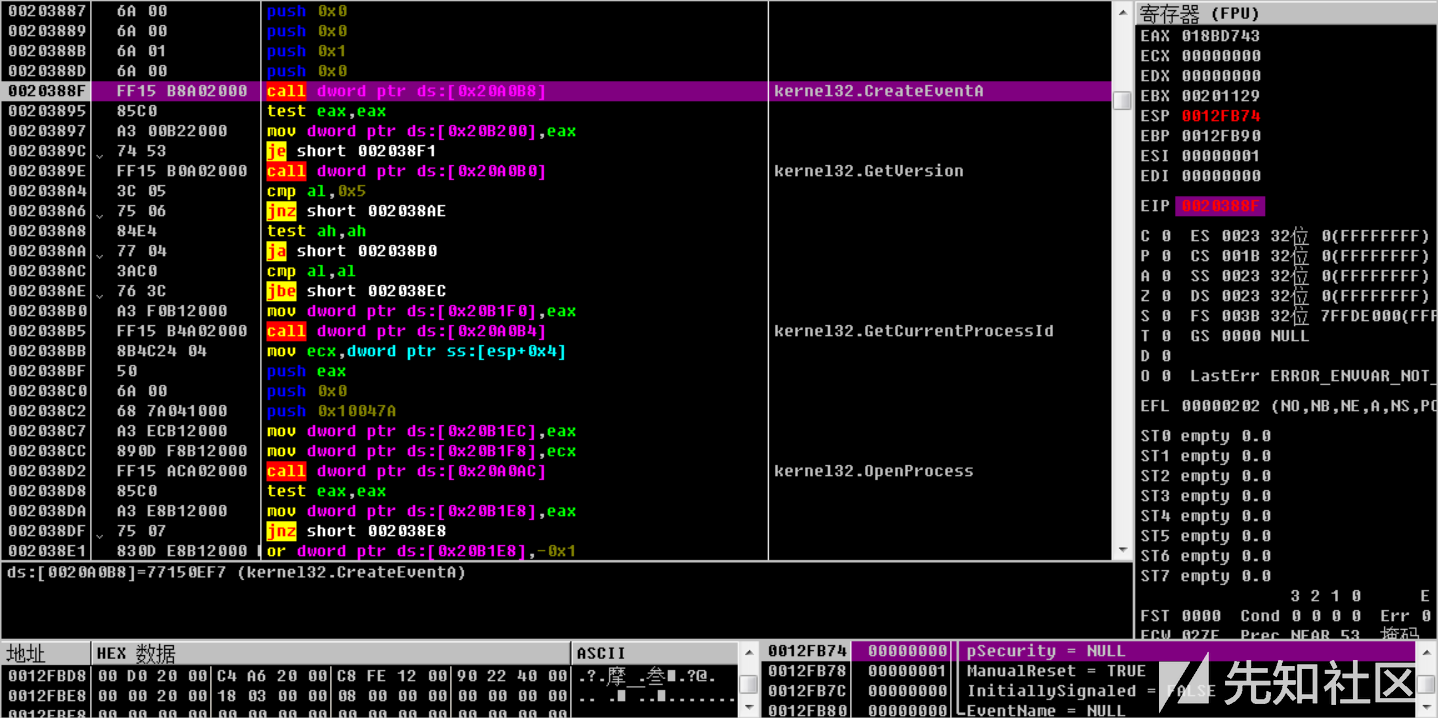 00203887 6A 00 push 0x0
00203889 6A 00 push 0x0
0020388B 6A 01 push 0x1
0020388D 6A 00 push 0x0
0020388F FF15 B8A02000 call dword ptr ds:[0x20A0B8] kernel32.CreateEventA
00203895 85C0 test eax,eax
00203897 A3 00B22000 mov dword ptr ds:[0x20B200],eax
0020389C 74 53 je short 002038F1
0020389E FF15 B0A02000 call dword ptr ds:[0x20A0B0] kernel32.GetVersion
002038A4 3C 05 cmp al,0x5
002038A6 75 06 jnz short 002038AE
002038A8 84E4 test ah,ah
002038AA 77 04 ja short 002038B0
002038AC 3AC0 cmp al,al
002038AE 76 3C jbe short 002038EC
002038B0 A3 F0B12000 mov dword ptr ds:[0x20B1F0],eax
002038B5 FF15 B4A02000 call dword ptr ds:[0x20A0B4] kernel32.GetCurrentProcessId
002038BB 8B4C24 04 mov ecx,dword ptr ss:[esp+0x4]
002038BF 50 push eax
002038C0 6A 00 push 0x0
002038C2 68 7A041000 push 0x10047A
002038C7 A3 ECB12000 mov dword ptr ds:[0x20B1EC],eax
002038CC 890D F8B12000 mov dword ptr ds:[0x20B1F8],ecx
002038D2 FF15 ACA02000 call dword ptr ds:[0x20A0AC] kernel32.OpenProcess
002038D8 85C0 test eax,eax
002038DA A3 E8B12000 mov dword ptr ds:[0x20B1E8],eax
002038DF 75 07 jnz short 002038E8
002038E1 830D E8B12000 or dword ptr ds:[0x20B1E8],-0x1
ds:[0020A0B8]=77150EF7 (kernel32.CreateEventA)
寄存器 (FPU)
EAX 018BD743
ECX 00000000
EDX 00000000
EBX 00201129
ESP 0012FB74
EBP 0012FB90
ESI 00000001
EDI 00000000
EIP 0020388F
C 0 ES 0023 32位 0(FFFFFFFF)
P 0 CS 001B 32位 0(FFFFFFFF)
A 0 SS 0023 32位 0(FFFFFFFF)
Z 0 DS 0023 32位 0(FFFFFFFF)
S 0 FS 003B 32位 7FFDE000(FFF
T 0 GS 0000 NULL
D 0
O 0 LastErr ERROR_ENVVAR_NOT_
EFL 00000202 (NO,NB,NE,A,NS,PO
ST0 empty 0.0
ST1 empty 0.0
ST2 empty 0.0
ST3 empty 0.0
ST4 empty 0.0
ST5 empty 0.0
ST6 empty 0.0
ST7 empty 0.0
3 2 1 0 E
FST 0000 Cond 0 0 0 0 Err 0
FCW 027F Prec NEAR,53 掩码
地址 HEX 数据 ASCII
0012FBD8 00 D0 20 00 C4 A6 20 00 C8 FE 12 00 90 22 40 00 .?.摩_.叁.?@.
0012FBE8 00 00 20 00 18 03 00 00 08 00 00 00 00 00 00 00
0012FB74 00000000 pSecurity = NULL
0012FB78 00000001 ManualReset = TRUE
0012FB7C 00000000 InitiallySignaled = FALSE
0012FB80 00000000 EventName = NULL
先知社区